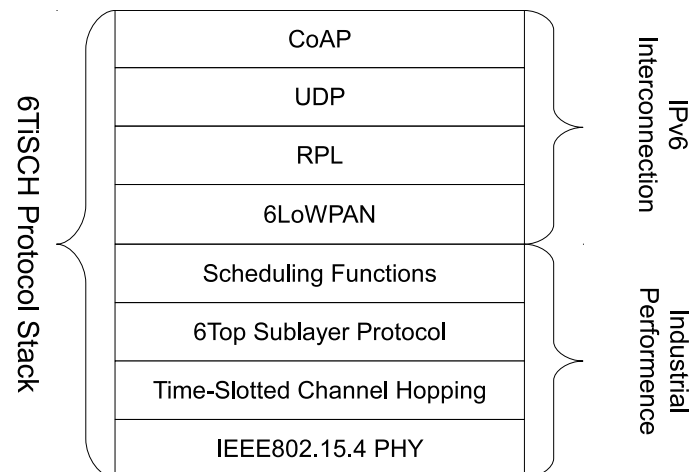 6TiSCH Protocol Stack
CoAP
UDP
RPL
6LoWPAN
Scheduling Functions
6Top Sublayer Protocol
Time-Slotted Channel Hopping
IEEE802.15.4 PHY
IPv6
Interconnection
Industrial
Performence